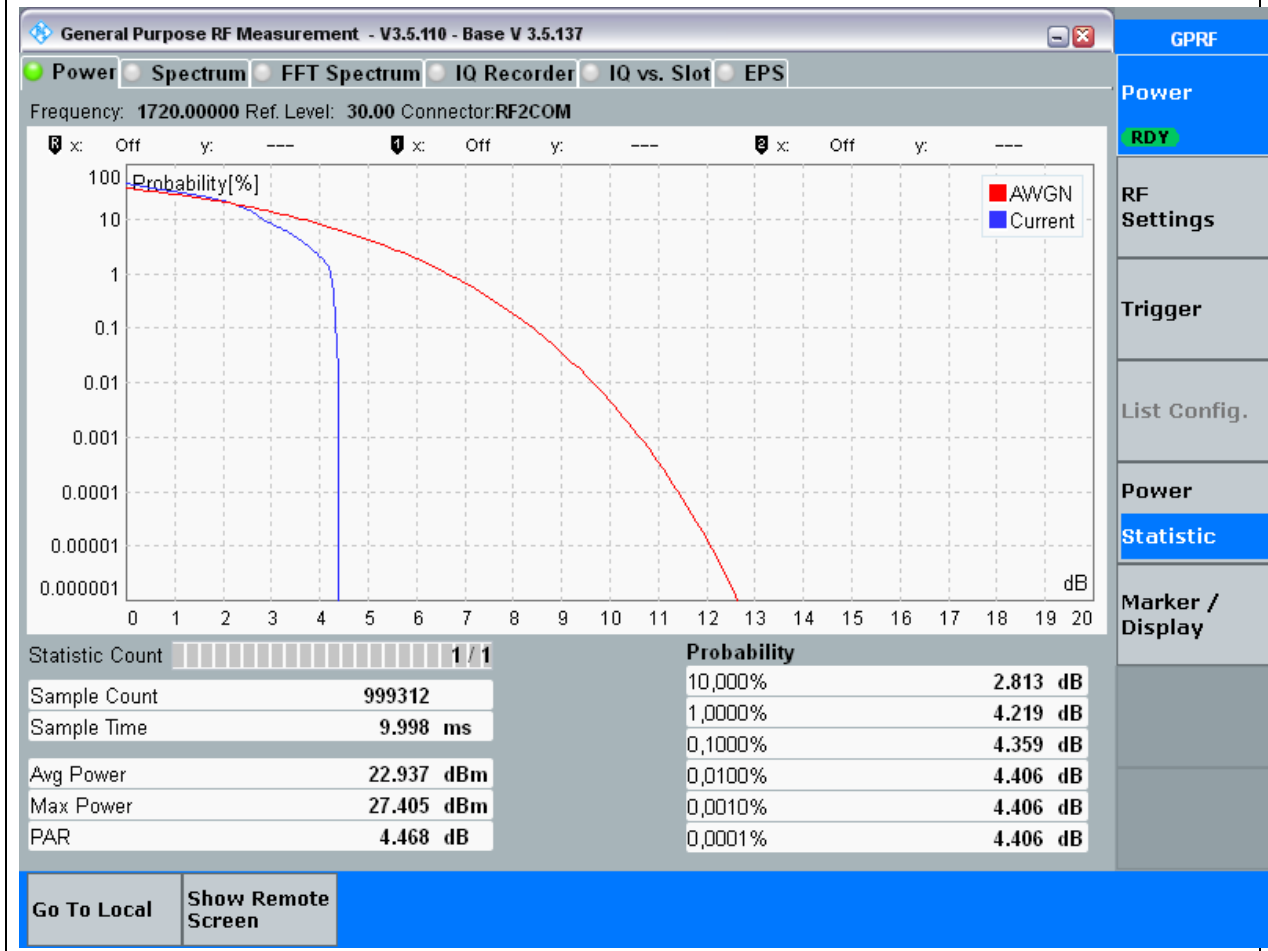 General Purpose RF Measurement - V3.5.110 - Base V 3.5.137
GPRF
Power Spectrum FFT Spectrum IQ Recorder IQ vs. Slot EPS
Frequency: 1720.00000 Ref. Level: 30.00 Connector:RF2COM
R x: Off y: --- 1 x: Off y: --- 2 x: Off y: ---
Probability[%]
AWGN
Current
100
10
1
0.1
0.01
0.001
0.0001
0.00001
0.000001
dB
0 1 2 3 4 5 6 7 8 9 10 11 12 13 14 15 16 17 18 19 20
Statistic Count 1 / 1
Sample Count 999312
Sample Time 9.998 ms
Avg Power 22.937 dBm
Max Power 27.405 dBm
PAR 4.468 dB
Probability
10,000% 2.813 dB
1,0000% 4.219 dB
0,1000% 4.359 dB
0,0100% 4.406 dB
0,0010% 4.406 dB
0,0001% 4.406 dB
Power
RDY
RF
Settings
Trigger
List Config.
Power
Statistic
Marker /
Display
Go To Local
Show Remote
Screen